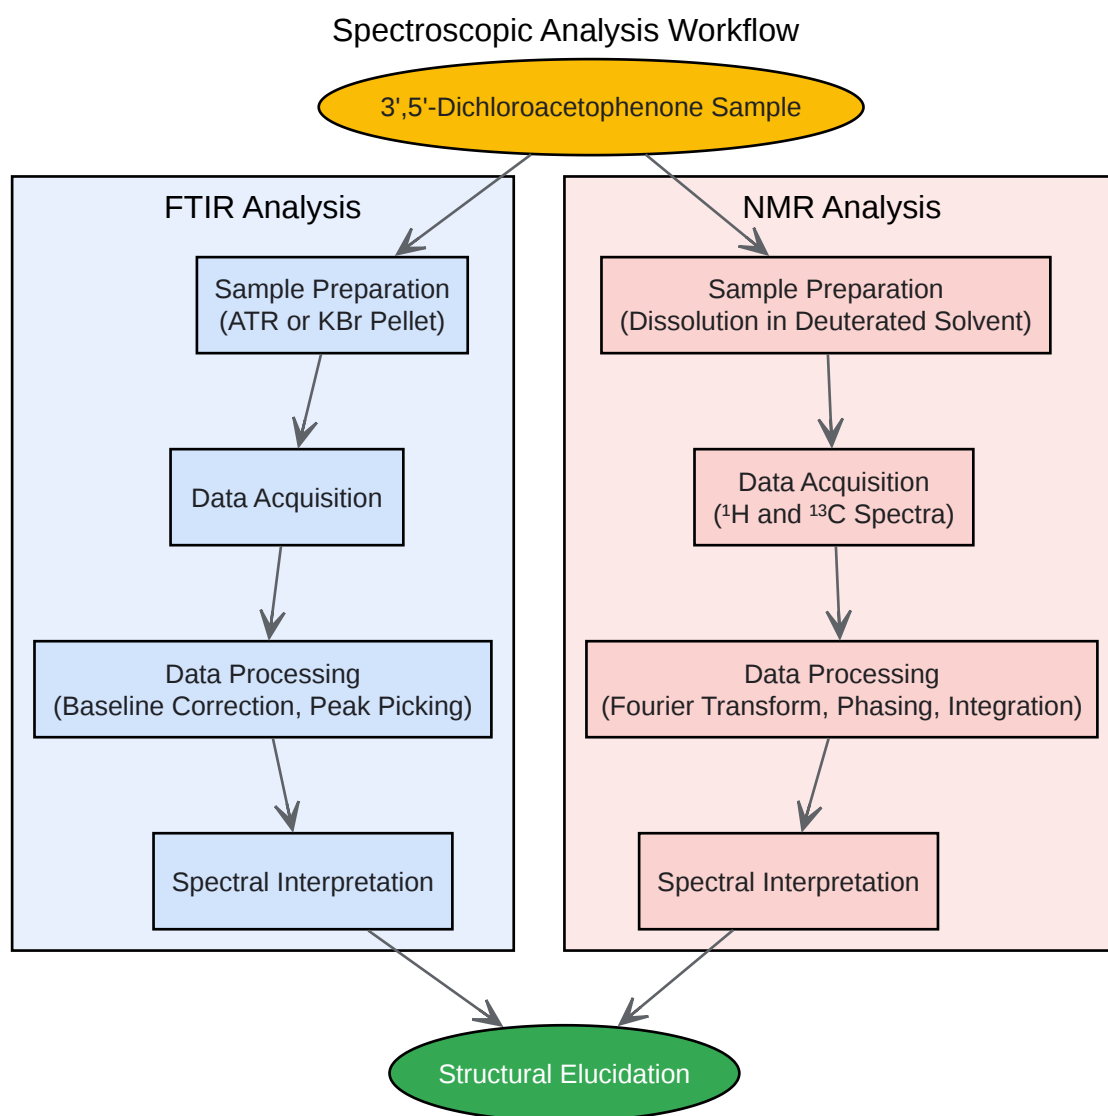 Spectroscopic Analysis Workflow
3',5'-Dichloroacetophenone Sample
FTIR Analysis
Sample Preparation
(ATR or KBr Pellet)
Data Acquisition
Data Processing
(Baseline Correction, Peak Picking)
Spectral Interpretation
NMR Analysis
Sample Preparation
(Dissolution in Deuterated Solvent)
Data Acquisition
(¹H and ¹³C Spectra)
Data Processing
(Fourier Transform, Phasing, Integration)
Spectral Interpretation
Structural Elucidation